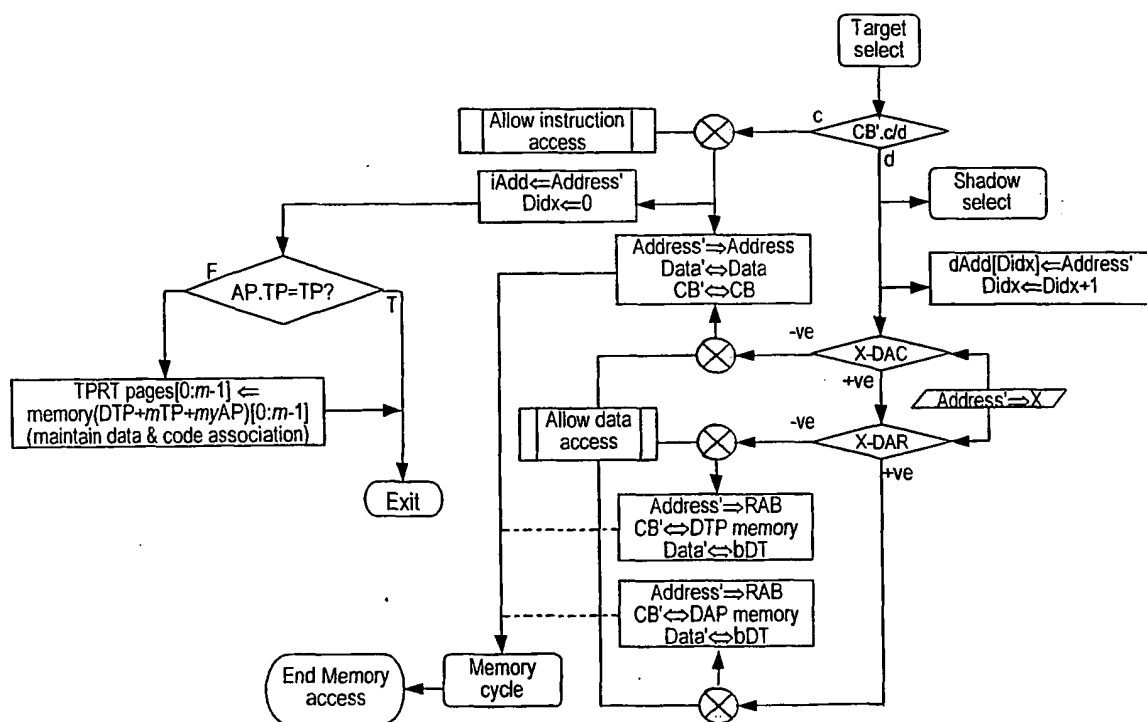 Target
select
c
CB'.c/d
d
Allow instruction
access
Shadow
select
iAdd⇐Address'
Didx⇐0
Address'⇒Address
Data'⇔Data
CB'⇔CB
dAdd[Didx]⇐Address'
Didx⇐Didx+1
F
AP.TP=TP?
T
-ve
X-DAC
+ve
Address'⇒X
TPRT pages[0:m-1] ⇐
memory(DTP+mTP+myAP)[0:m-1]
(maintain data & code association)
Allow data
access
-ve
X-DAR
+ve
Exit
Address'⇒RAB
CB'⇔DTP memory
Data'⇔bDT
Address'⇒RAB
CB'⇔DAP memory
Data'⇔bDT
End Memory
access
Memory
cycle